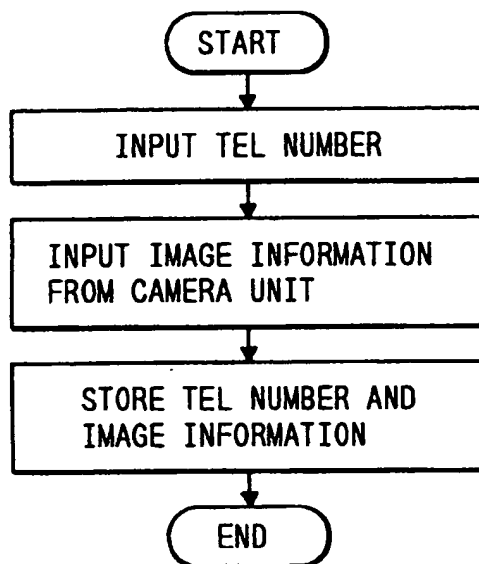 START
INPUT TEL NUMBER
INPUT IMAGE INFORMATION
FROM CAMERA UNIT
STORE TEL NUMBER AND
IMAGE INFORMATION
END